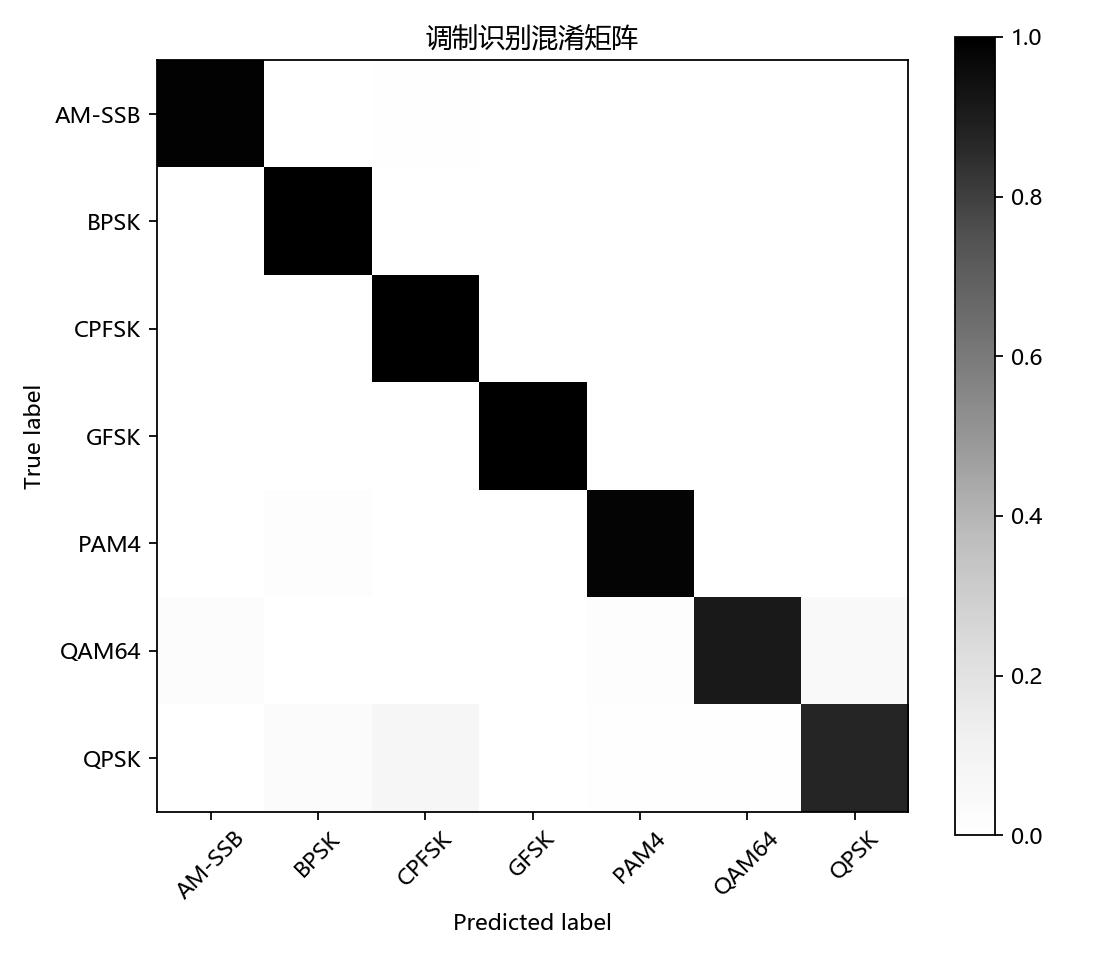 调制识别混淆矩阵
True label
AM-SSB
BPSK
CPFSK
GFSK
PAM4
QAM64
QPSK
AM-SSB
BPSK
CPFSK
GFSK
PAM4
QAM64
QPSK
Predicted label
1.0
0.8
0.6
0.4
0.2
0.0